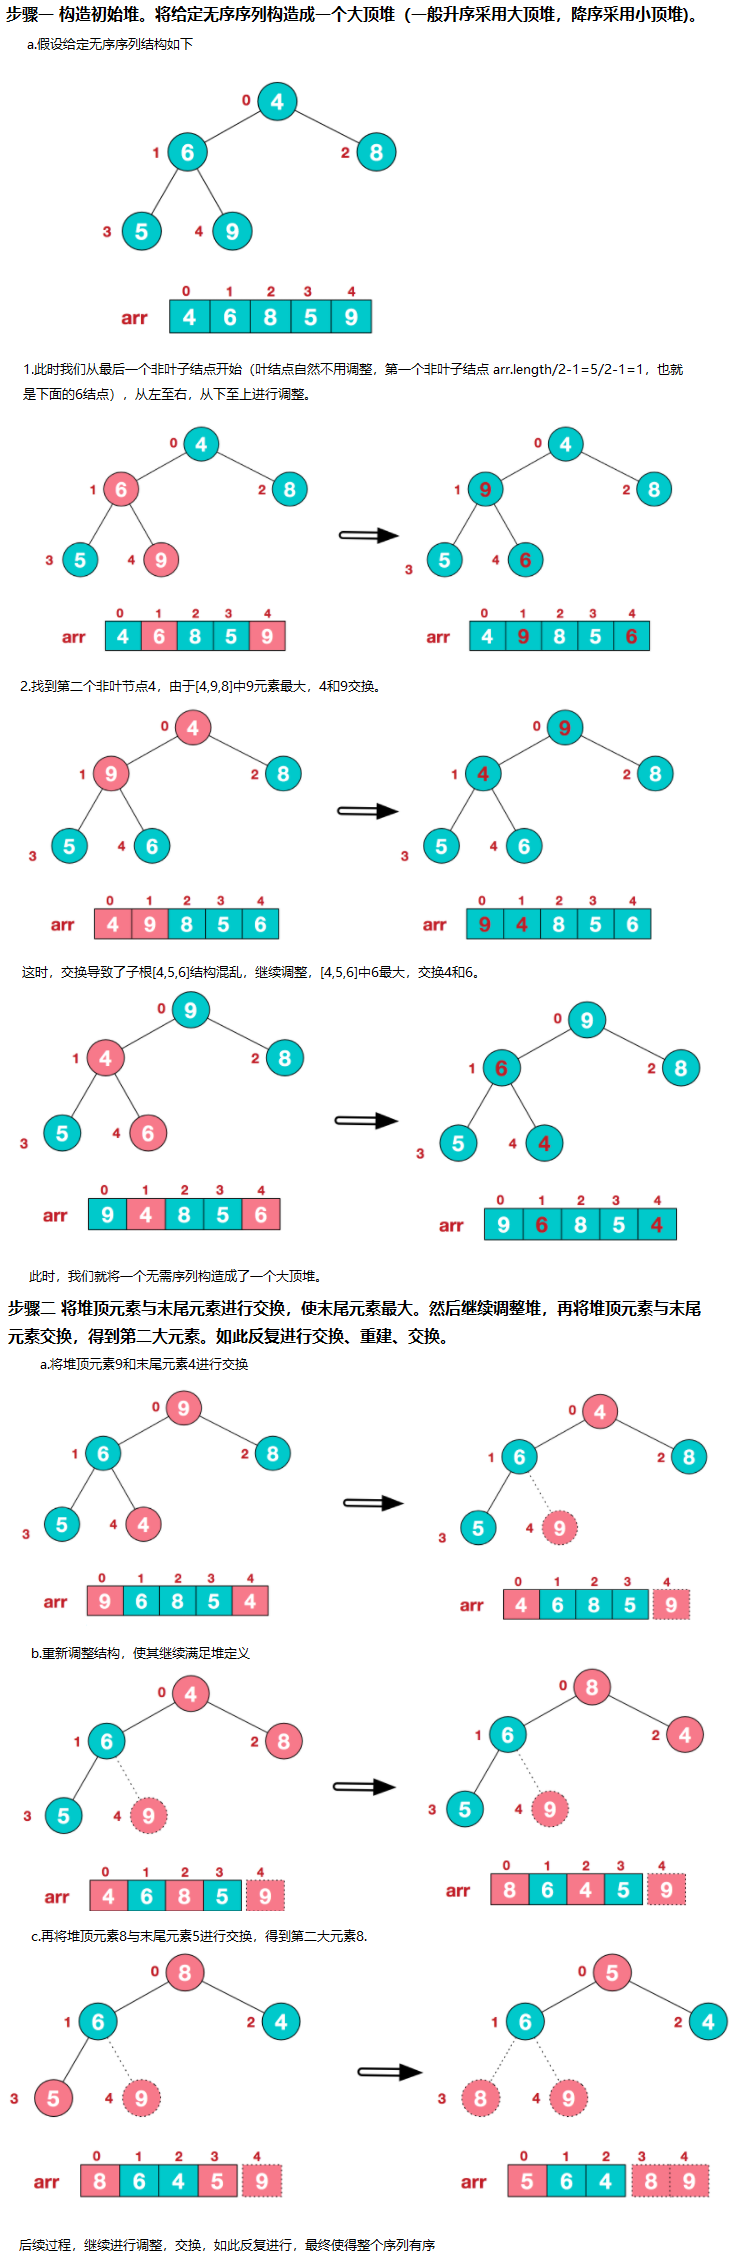 步骤一 构造初始堆。将给定无序序列构造成一个大顶堆（一般升序采用大顶堆，降序采用小顶堆)。
a.假设给定无序序列结构如下
0 4
1 6 2 8
3 5 4 9
0 1 2 3 4
arr 4 6 8 5 9
1.此时我们从最后一个非叶子结点开始（叶结点自然不用调整，第一个非叶子结点 arr.length/2-1=5/2-1=1，也就
是下面的6结点），从左至右，从下至上进行调整。
0 4 0 4
1 6 2 8 1 9 2 8
3 5 4 9 3 5 4 6
0 1 2 3 4 0 1 2 3 4
arr 4 6 8 5 9 arr 4 9 8 5 6
2.找到第二个非叶节点4，由于[4,9,8]中9元素最大，4和9交换。
0 4 0 9
1 9 2 8 1 4 2 8
3 5 4 6 3 5 4 6
0 1 2 3 4 0 1 2 3 4
arr 4 9 8 5 6 arr 9 4 8 5 6
这时，交换导致了子根[4,5,6]结构混乱，继续调整，[4,5,6]中6最大，交换4和6。
0 9 0 9
1 4 2 8 1 6 2 8
3 5 4 6 3 5 4 4
0 1 2 3 4 0 1 2 3 4
arr 9 4 8 5 6 arr 9 6 8 5 4
此时，我们就将一个无需序列构造成了一个大顶堆。
步骤二 将堆顶元素与末尾元素进行交换，使末尾元素最大。然后继续调整堆，再将堆顶元素与末尾
元素交换，得到第二大元素。如此反复进行交换、重建、交换。
a.将堆顶元素9和末尾元素4进行交换
0 9 0 4
1 6 2 8 1 6 2 8
3 5 4 4 3 5 4 9
0 1 2 3 4 0 1 2 3 4
arr 9 6 8 5 4 arr 4 6 8 5 9
b.重新调整结构，使其继续满足堆定义
0 4 0 8
1 6 2 8 1 6 2 4
3 5 4 9 3 5 4 9
0 1 2 3 4 0 1 2 3 4
arr 4 6 8 5 9 arr 8 6 4 5 9
c.再将堆顶元素8与末尾元素5进行交换，得到第二大元素8.
0 8 0 5
1 6 2 4 1 6 2 4
3 5 4 9 3 8 4 9
0 1 2 3 4 0 1 2 3 4
arr 8 6 4 5 9 arr 5 6 4 8 9
后续过程，继续进行调整，交换，如此反复进行，最终使得整个序列有序